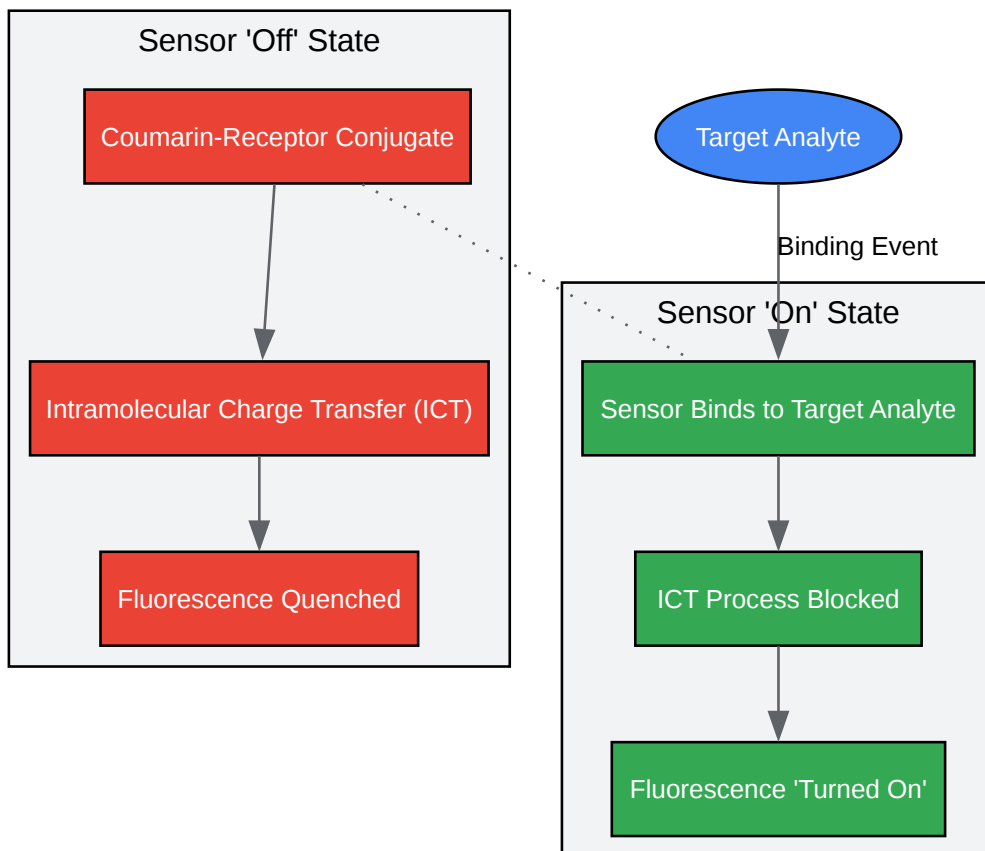 Sensor 'Off' State
Coumarin-Receptor Conjugate
Intramolecular Charge Transfer (ICT)
Fluorescence Quenched
Target Analyte
Binding Event
Sensor 'On' State
Sensor Binds to Target Analyte
ICT Process Blocked
Fluorescence 'Turned On'